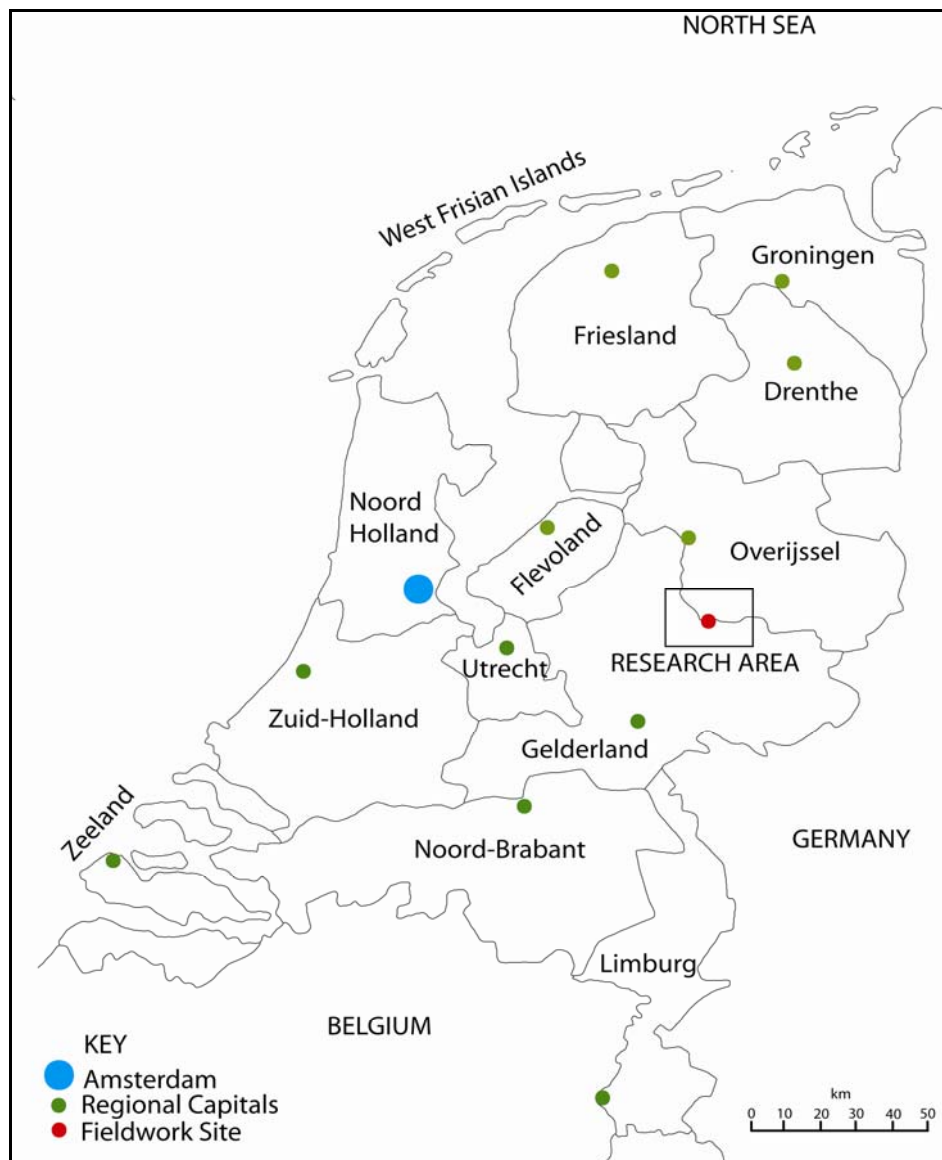 NORTH SEA
West Frisian Islands
Groningen
Friesland
Drenthe
Noord
Holland
Flevoland
Overijssel
RESEARCH AREA
Utrecht
Zuid-Holland
Gelderland
Zeeland
Noord-Brabant
GERMANY
Limburg
BELGIUM
KEY
Amsterdam
Regional Capitals
Fieldwork Site
km
0 10 20 30 40 50